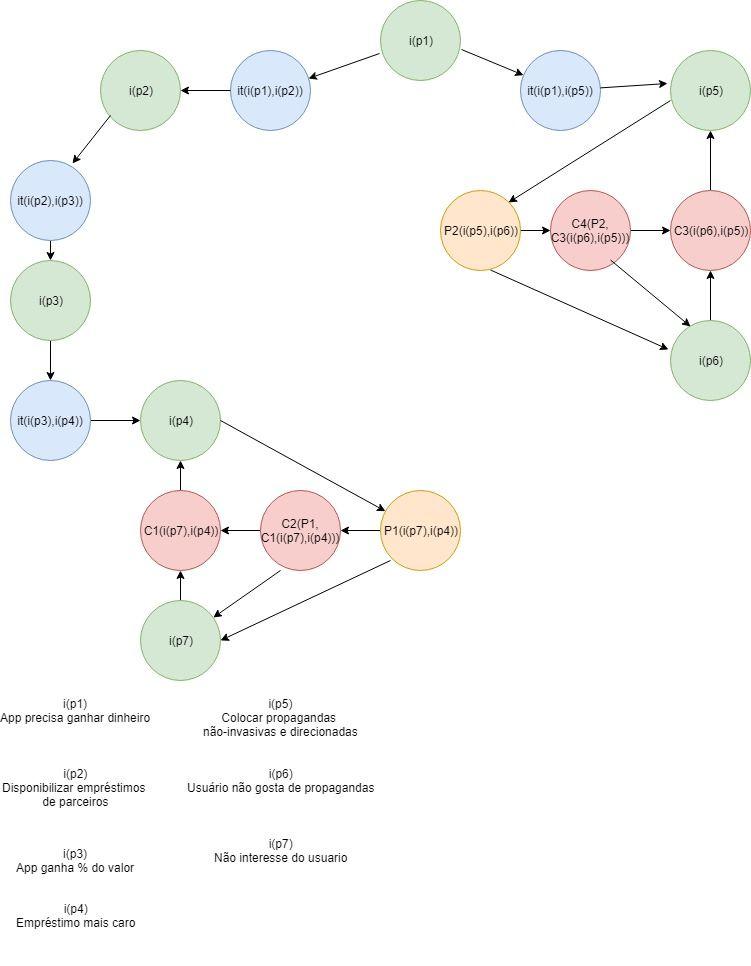 i(p1)
i(p2)
it(i(p1),i(p2))
it(i(p1),i(p5))
i(p5)
it(i(p2),i(p3))
P2(i(p5),i(p6))
C4(P2,
C3(i(p6),i(p5)))
C3(i(p6),i(p5))
i(p3)
i(p6)
it(i(p3),i(p4))
i(p4)
C1(i(p7),i(p4))
C2(P1,
C1(i(p7),i(p4)))
P1(i(p7),i(p4))
i(p7)
i(p1)
App precisa ganhar dinheiro
i(p5)
Colocar propagandas
não-invasivas e direcionadas
i(p2)
Disponibilizar empréstimos
de parceiros
i(p6)
Usuário não gosta de propagandas
i(p3)
App ganha % do valor
i(p7)
Não interesse do usuario
i(p4)
Empréstimo mais caro